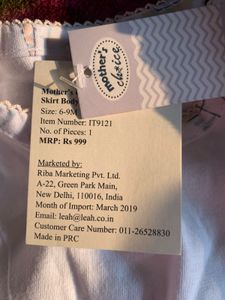 mother's
choice
Mother's
Skirt Body
Size: 6-9M
Item Number: IT9121
No. of Pieces: 1
MRP: Rs 999
Marketed by:
Riba Marketing Pvt. Ltd.
A-22, Green Park Main,
New Delhi, 110016, India
Month of Import: March 2019
Email: leah@leah.co.in
Customer Care Number: 011-26528830
Made in PRC